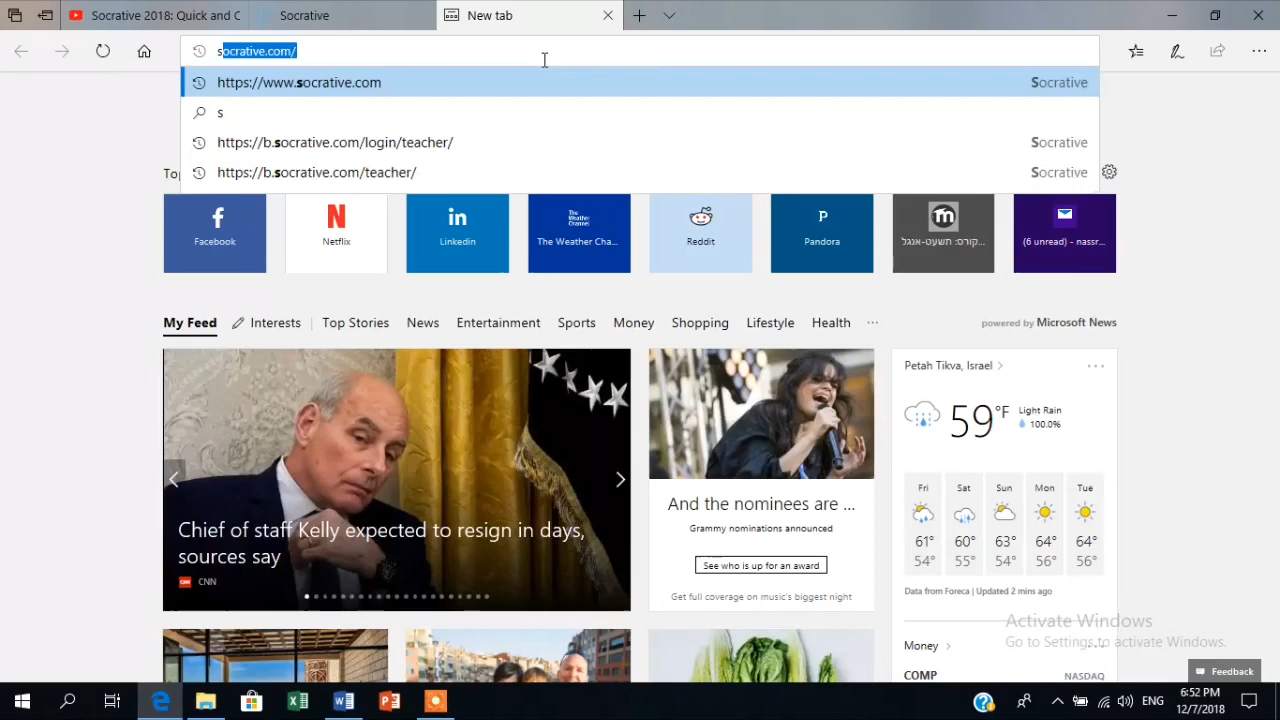 Socrative 2018: Quick and C
Socrative
New tab
socrative.com/
https://www.socrative.com
Socrative
s
https://b.socrative.com/login/teacher/
Socrative
https://b.socrative.com/teacher/
Socrative
To
Facebook
Netflix
Linkedin
The Weather Channel
The Weather Cha...
Reddit
Pandora
קורס: תשעט-אנגל...
(6 unread) - nassr...
My Feed
Interests
Top Stories
News
Entertainment
Sports
Money
Shopping
Lifestyle
Health
powered by Microsoft News
Chief of staff Kelly expected to resign in days,
sources say
CNN
And the nominees are ...
Grammy nominations announced
See who is up for an award
Get full coverage on music's biggest night
Petah Tikva, Israel
59°F
Light Rain
100.0%
Fri Sat Sun Mon Tue
61° 60° 63° 64° 64°
54° 55° 54° 56° 56°
Data from Foreca | Updated 2 mins ago
Activate Windows
Go to Settings to activate Windows.
Money
COMP
NASDAQ
Feedback
ENG
6:52 PM
12/7/2018